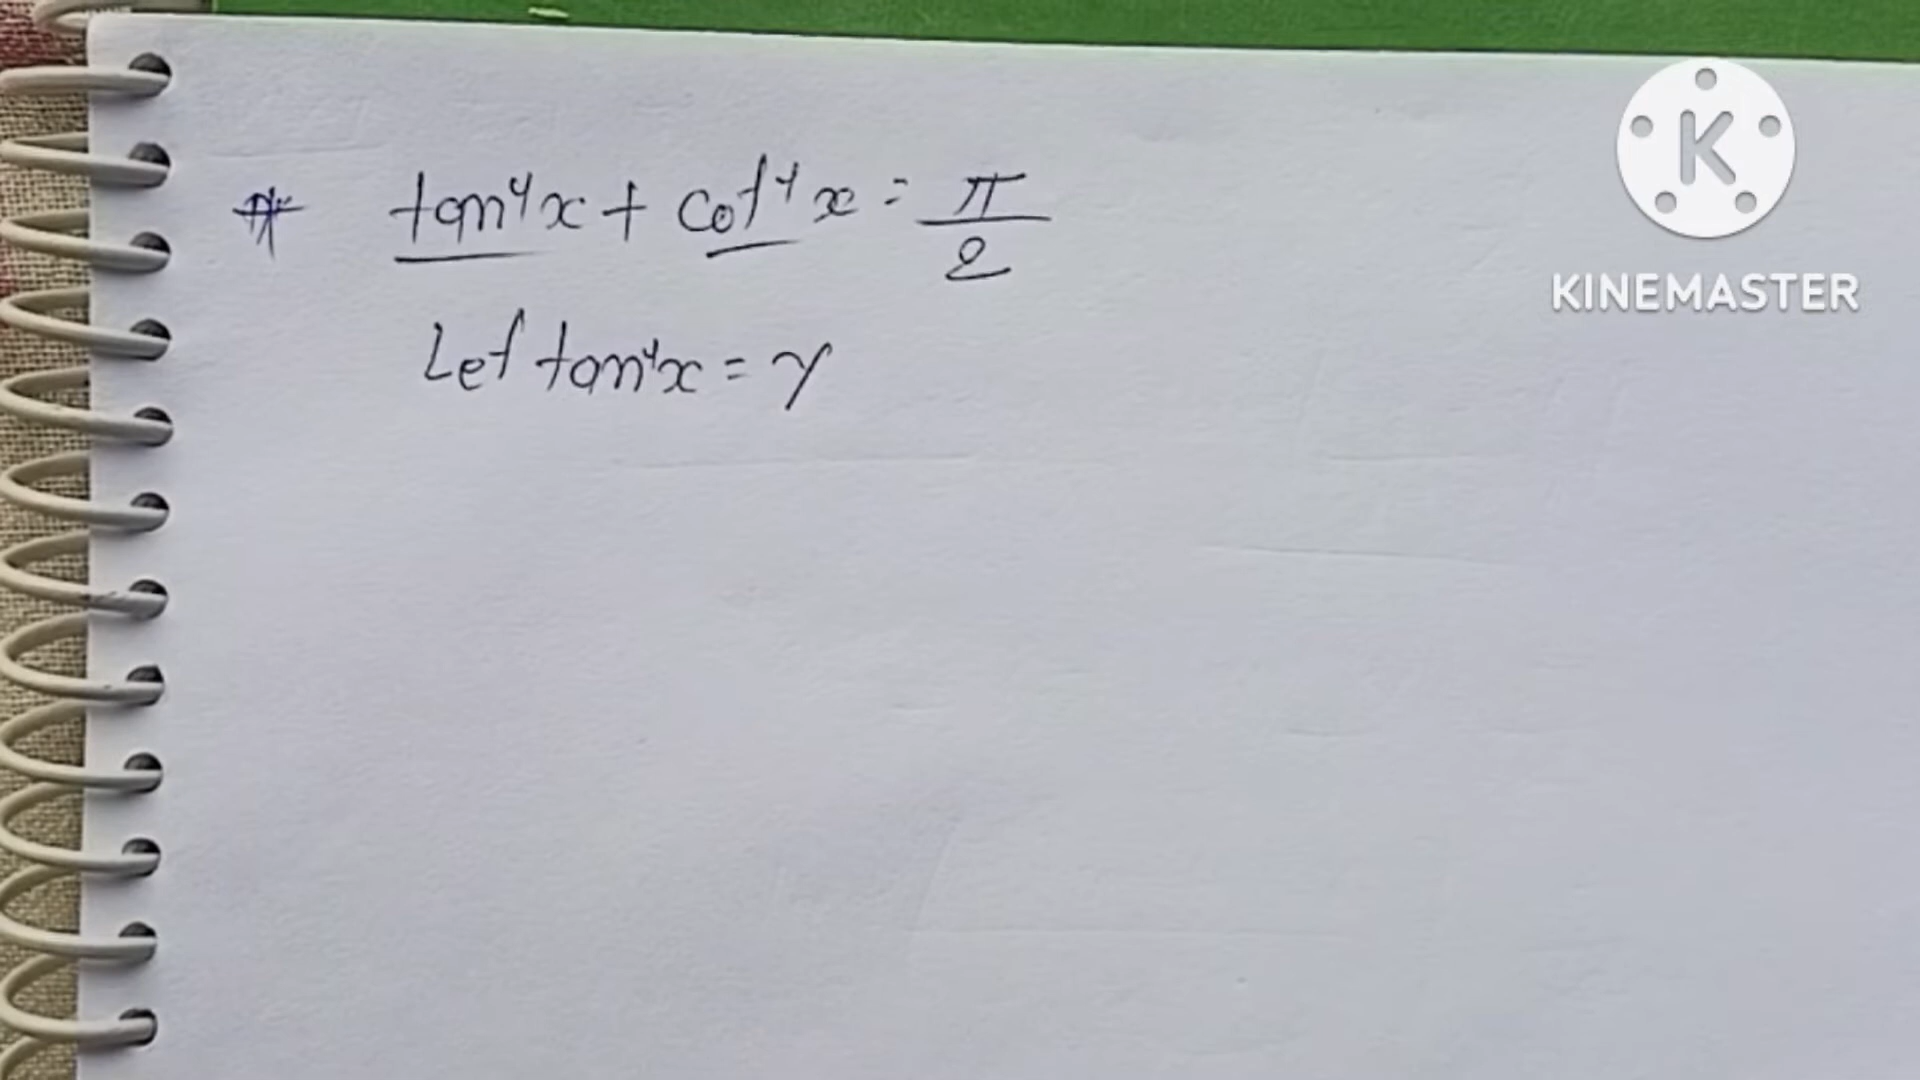 * tan⁻¹x + cot⁻¹x = π/2
Let tan⁻¹x = y
K
KINEMASTER